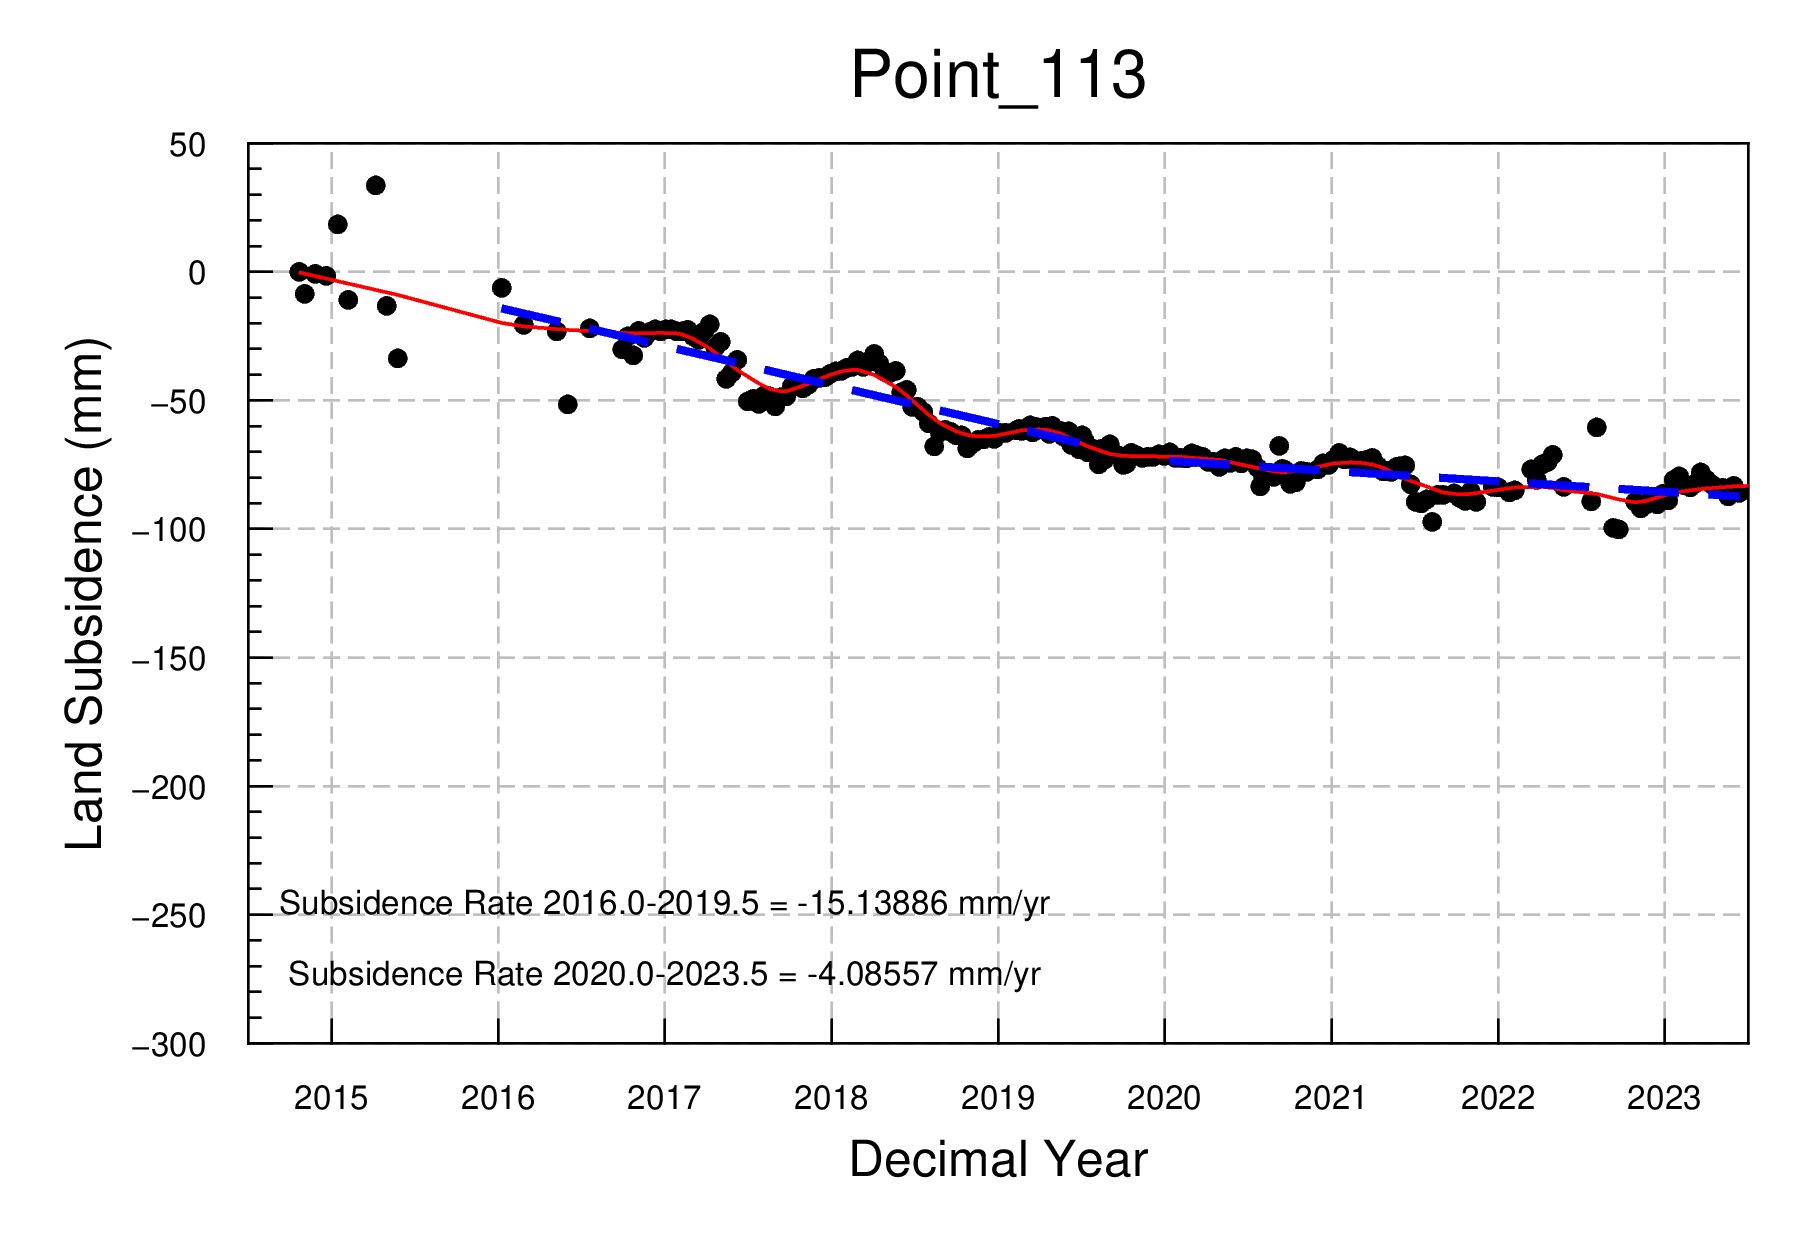 Point_113
50
0
−50
−100
−150
−200
−250
−300
Land Subsidence (mm)
Subsidence Rate 2016.0-2019.5 = -15.13886 mm/yr
Subsidence Rate 2020.0-2023.5 = -4.08557 mm/yr
2015 2016 2017 2018 2019 2020 2021 2022 2023
Decimal Year